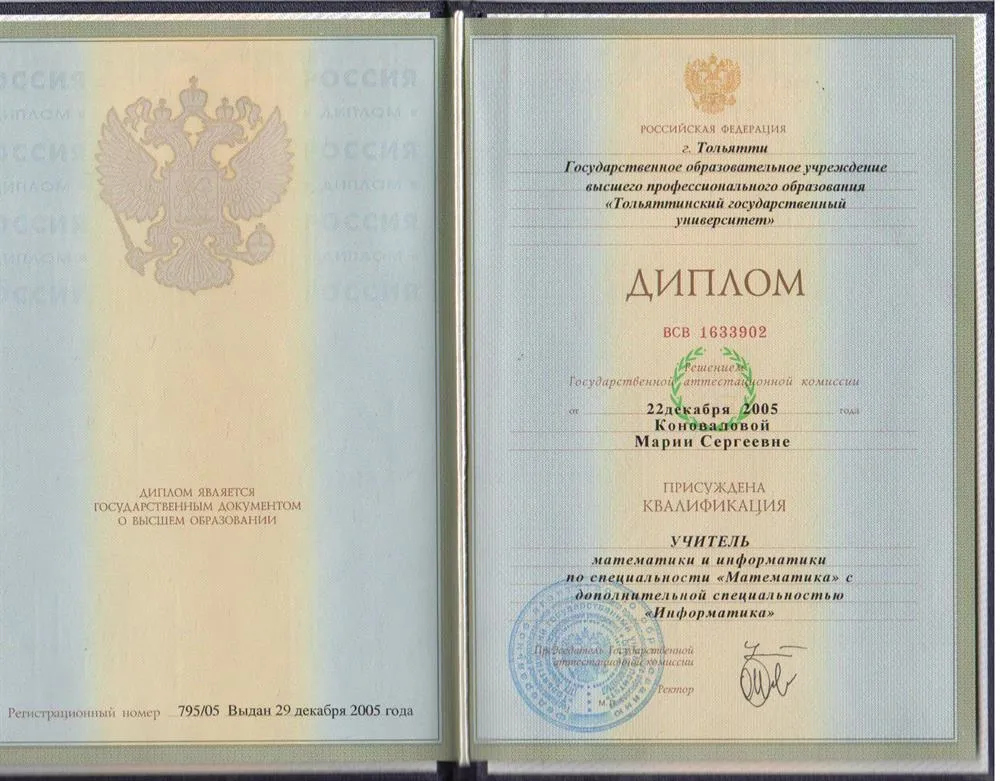 ДИПЛОМ ЯВЛЯЕТСЯ
ГОСУДАРСТВЕННЫМ ДОКУМЕНТОМ
О ВЫСШЕМ ОБРАЗОВАНИИ
Регистрационный номер 795/05 Выдан 29 декабря 2005 года
РОССИЙСКАЯ ФЕДЕРАЦИЯ
г. Тольятти
Государственное образовательное учреждение
высшего профессионального образования
«Тольяттинский государственный
университет»
ДИПЛОМ
ВСВ 1633902
Решением
Государственной аттестационной комиссии
от 22декабря 2005 года
Коноваловой
Марии Сергеевне
ПРИСУЖДЕНА
КВАЛИФИКАЦИЯ
УЧИТЕЛЬ
математики и информатики
по специальности «Математика» с
дополнительной специальностью
«Информатика»
Председатель Государственной
аттестационной комиссии
Ректор
М.П.